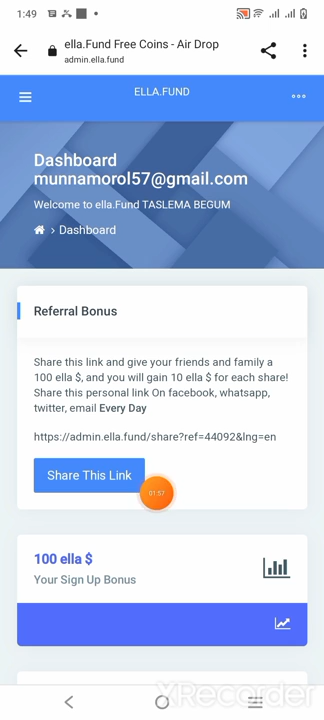 1:49
ella.Fund Free Coins - Air Drop
admin.ella.fund
ELLA.FUND
Dashboard
munnamorol57@gmail.com
Welcome to ella.Fund TASLEMA BEGUM
Dashboard
Referral Bonus
Share this link and give your friends and family a
100 ella $, and you will gain 10 ella $ for each share!
Share this personal link On facebook, whatsapp,
twitter, email Every Day
https://admin.ella.fund/share?ref=44092&lng=en
Share This Link
01:57
100 ella $
Your Sign Up Bonus
XRecorder